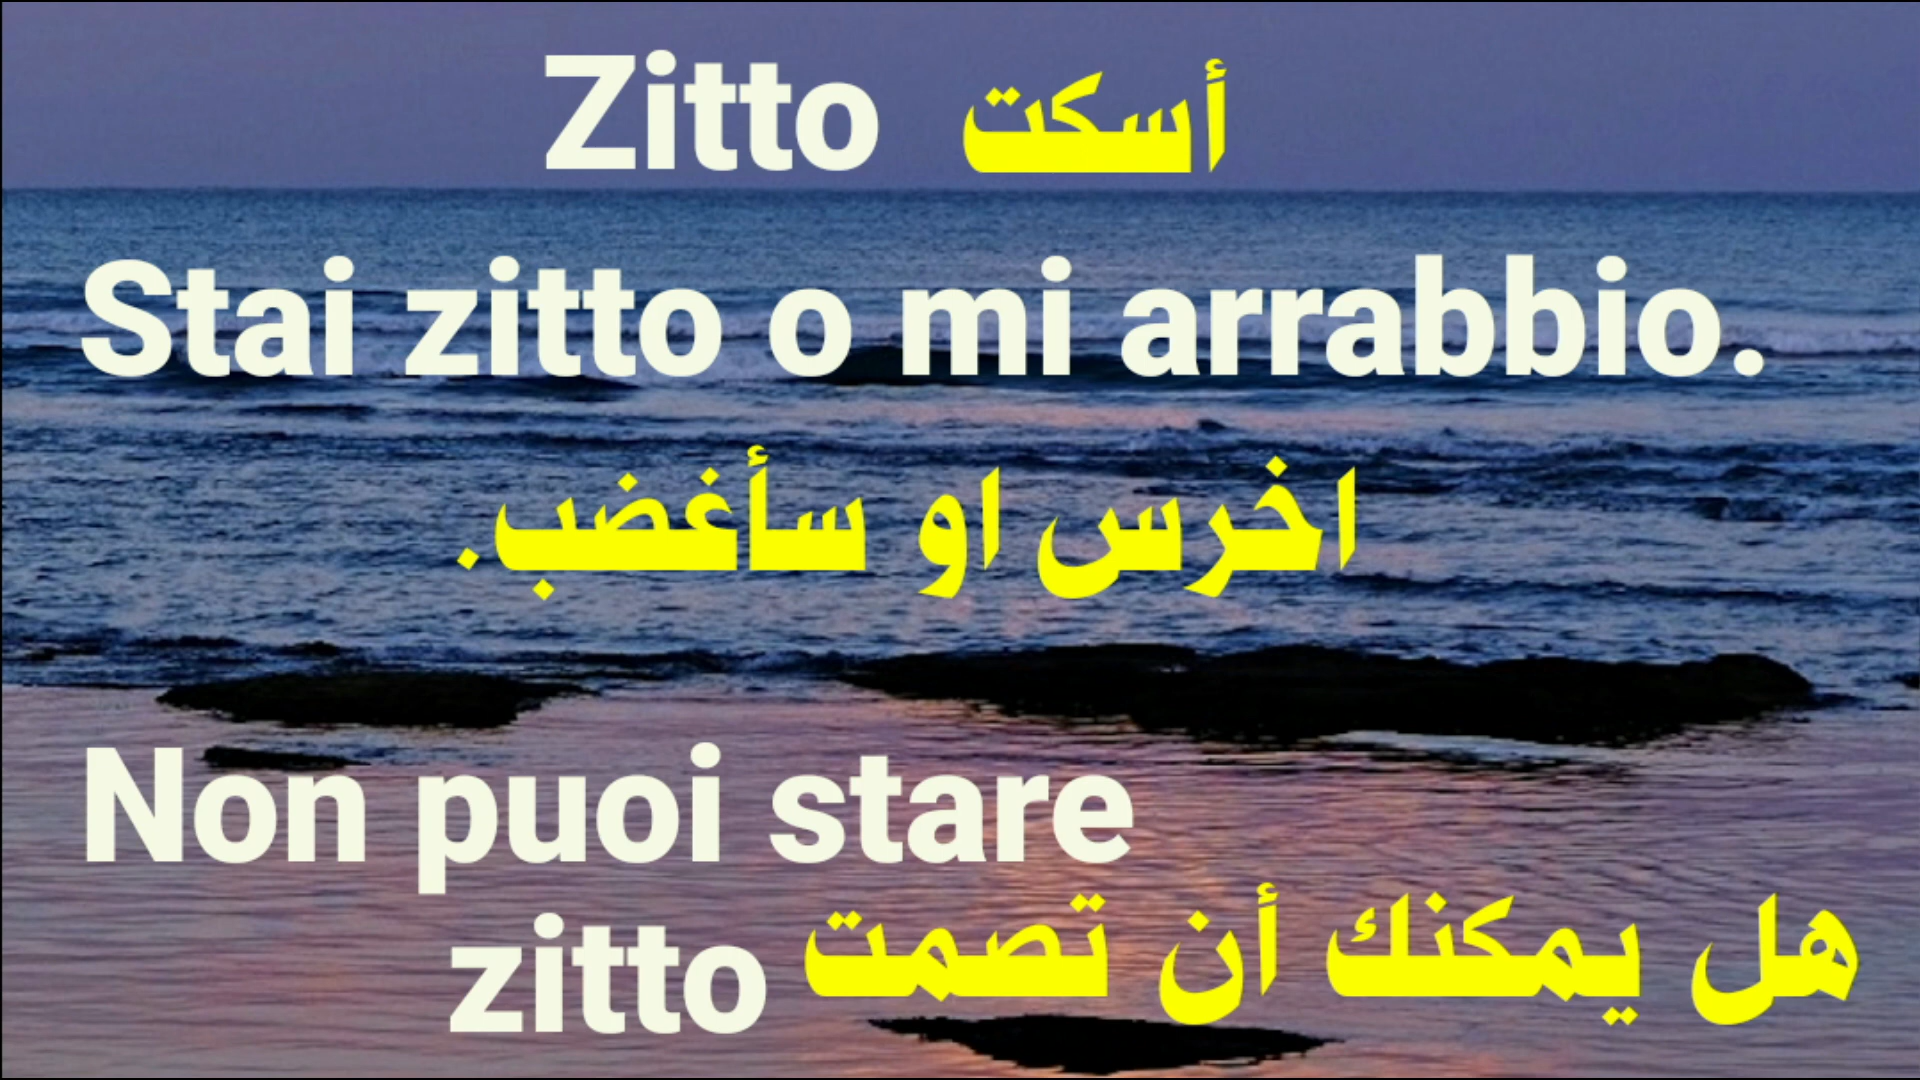 Zitto أسكت
Stai zitto o mi arrabbio.
اخرس او سأغضب.
Non puoi stare
zitto هل يمكنك أن تصمت